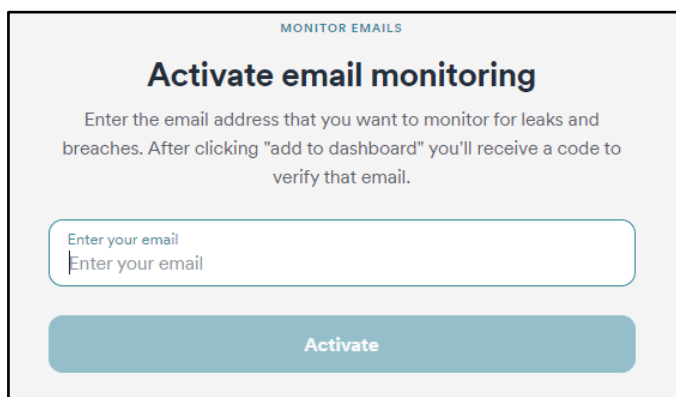 MONITOR EMAILS
Activate email monitoring
Enter the email address that you want to monitor for leaks and
breaches. After clicking "add to dashboard" you'll receive a code to
verify that email.
Enter your email
Enter your email
Activate